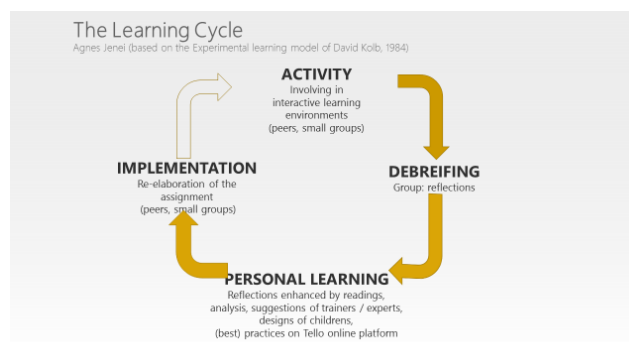 The Learning Cycle
Agnes Jenei (based on the Experimental learning model of David Kolb, 1984)
ACTIVITY
Involving in
interactive learning
environments
(peers, small groups)
DEBREIFING
Group: reflections
PERSONAL LEARNING
Reflections enhanced by readings,
analysis, suggestions of trainers / experts,
designs of childrens,
(best) practices on Tello online platform
IMPLEMENTATION
Re-elaboration of the
assignment
(peers, small groups)